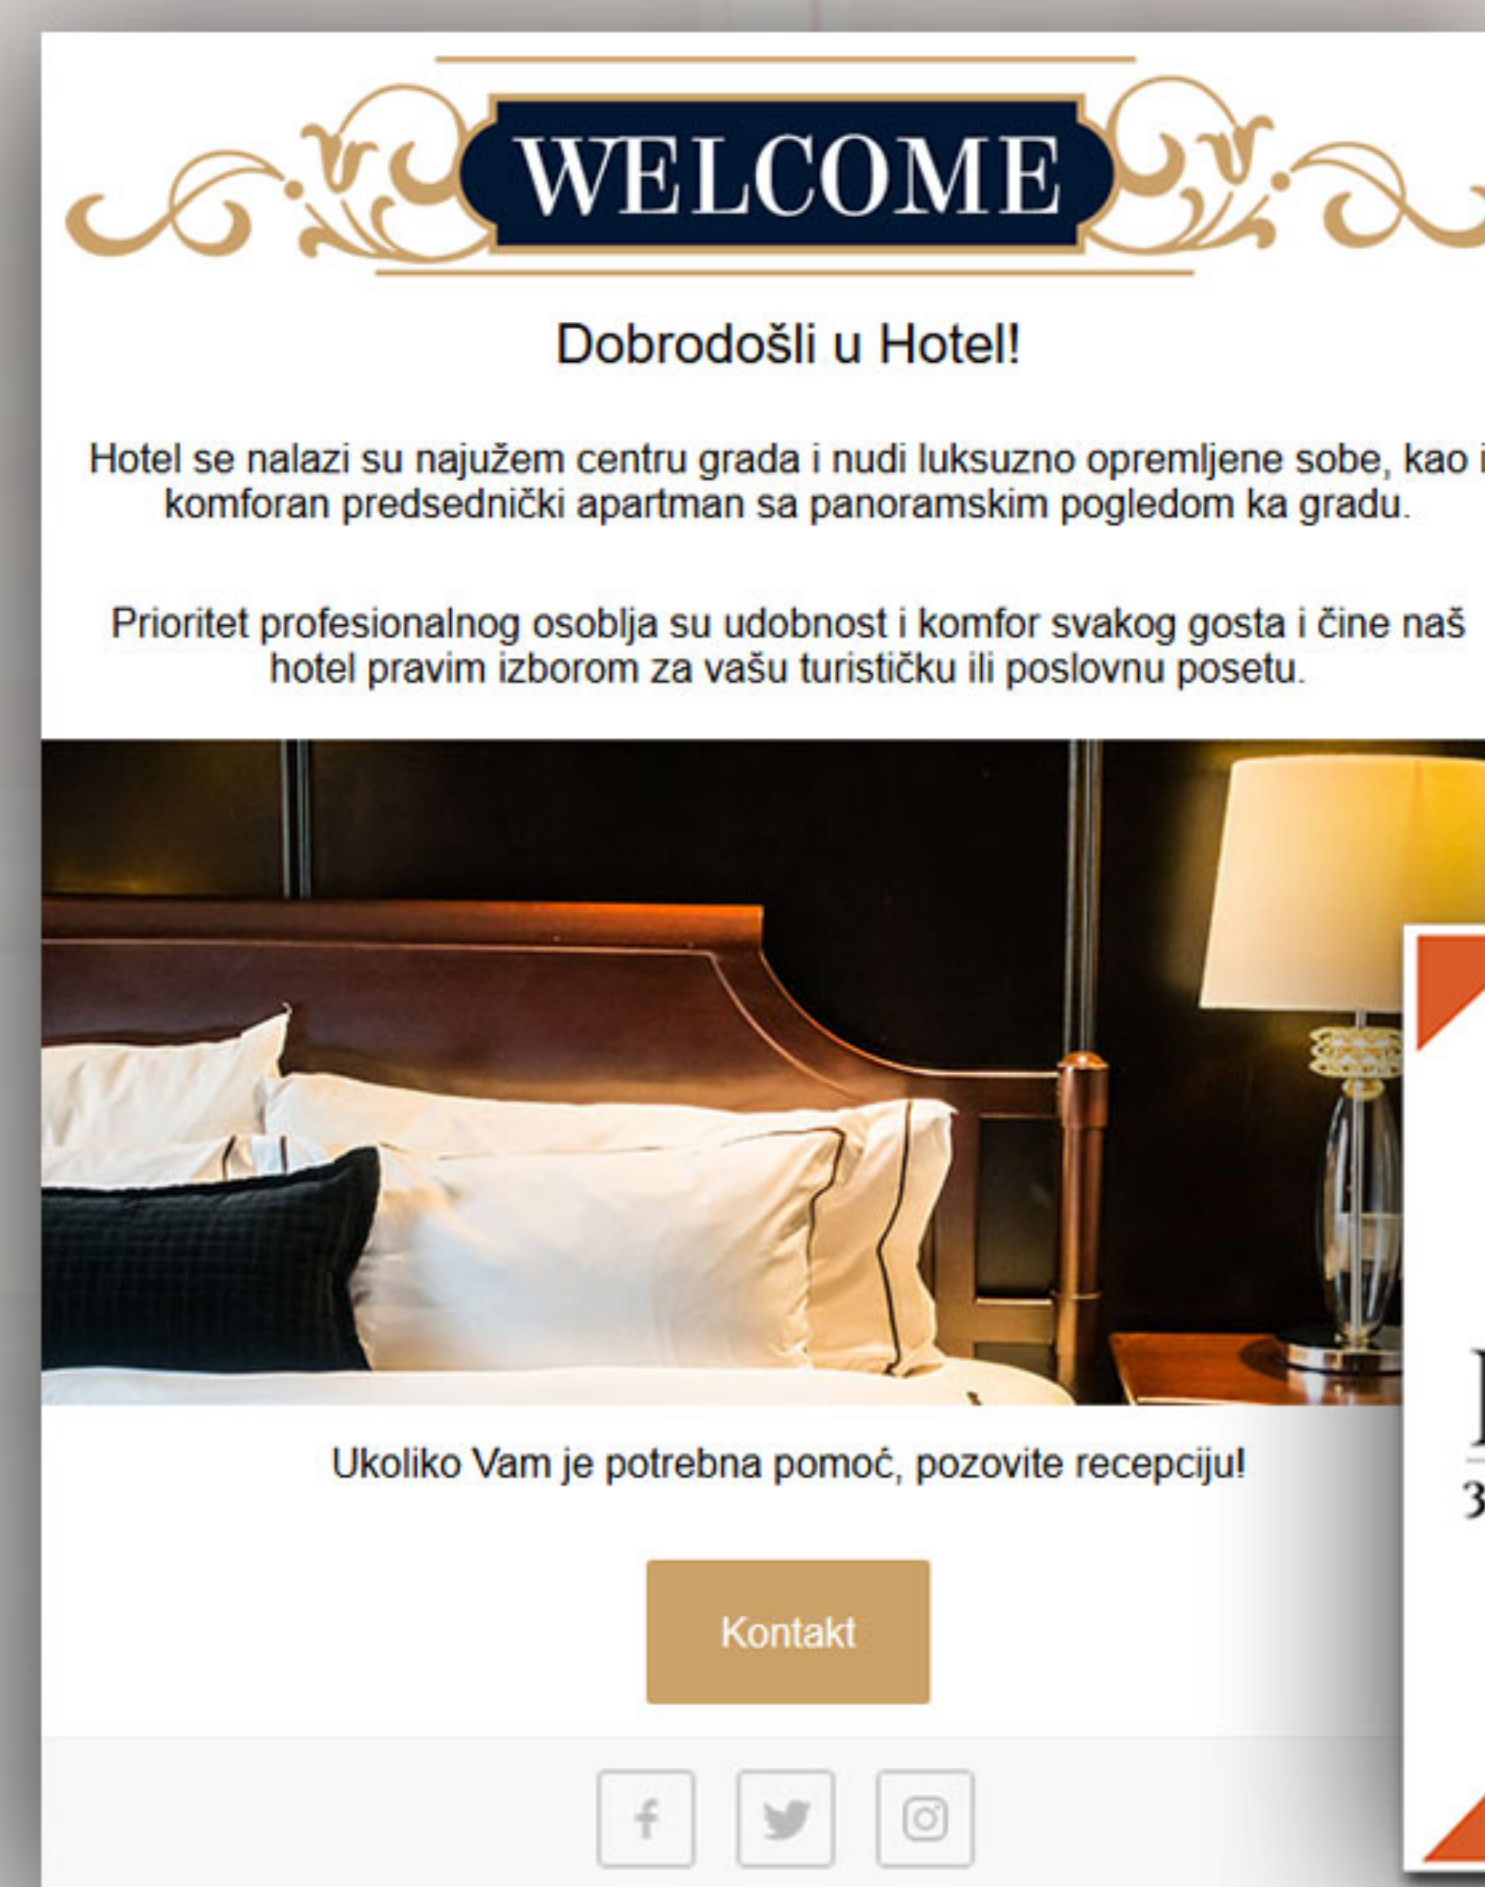 WELCOME
Dobrodošli u Hotel!
Hotel se nalazi su najužem centru grada i nudi luksuzno opremljene sobe, kao i
komforan predsednički apartman sa panoramskim pogledom ka gradu.
Prioritet profesionalnog osoblja su udobnost i komfor svakog gosta i čine naš
hotel pravim izborom za vašu turističku ili poslovnu posetu.
Ukoliko Vam je potrebna pomoć, pozovite recepciju!
Kontakt